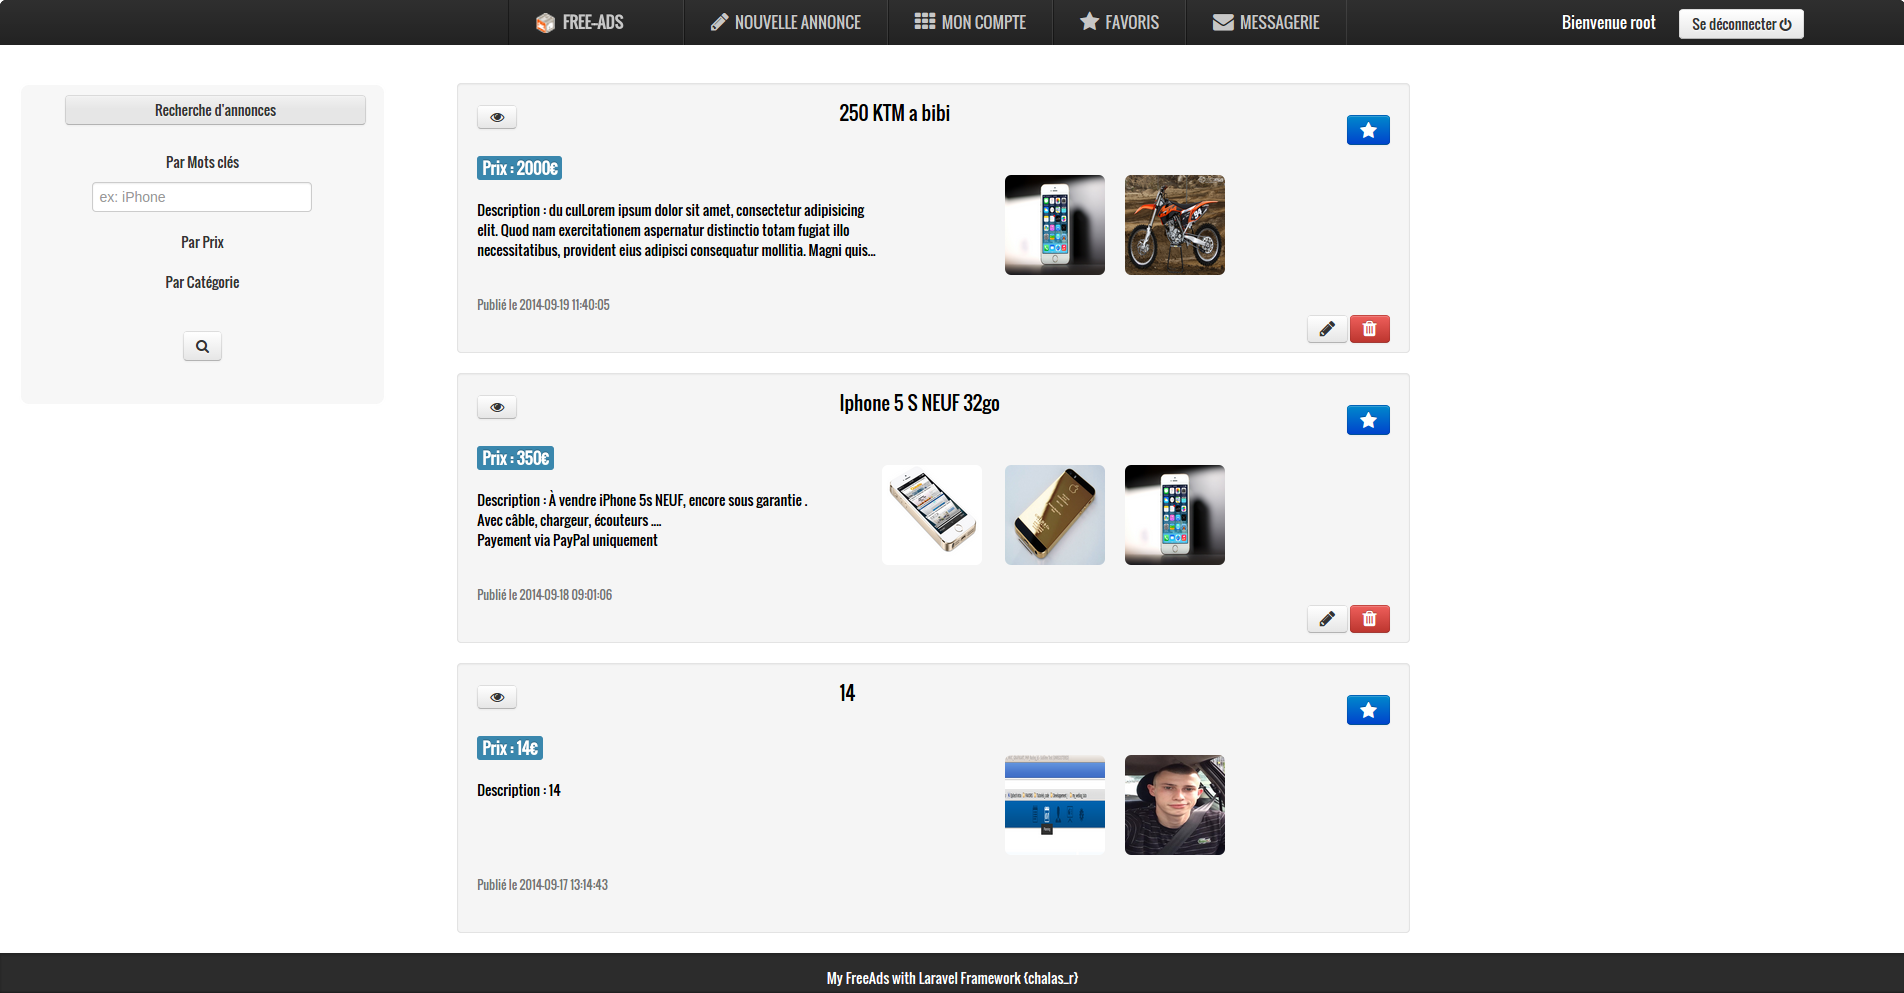 FREE-ADS
NOUVELLE ANNONCE
MON COMPTE
FAVORIS
MESSAGERIE
Bienvenue root
Se déconnecter
Recherche d'annonces
Par Mots clés
ex: iPhone
Par Prix
Par Catégorie
250 KTM a bibi
Prix : 2000€
Description : du culLorem ipsum dolor sit amet, consectetur adipisicing
elit. Quod nam exercitationem aspernatur distinctio totam fugiat illo
necessitatibus, provident eius adipisci consequatur mollitia. Magni quis...
Publié le 2014-09-19 11:40:05
Iphone 5 S NEUF 32go
Prix : 350€
Description : À vendre iPhone 5s NEUF, encore sous garantie .
Avec câble, chargeur, écouteurs ....
Payement via PayPal uniquement
Publié le 2014-09-18 09:01:06
14
Prix : 14€
Description : 14
Publié le 2014-09-17 13:14:43
My FreeAds with Laravel Framework {chalas_r}